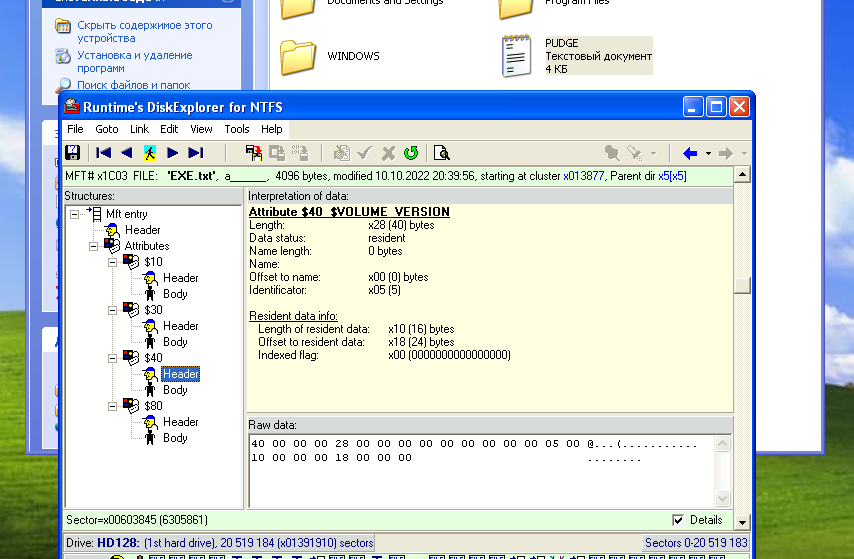 Скрыть содержимое этого
устройства
Установка и удаление
программ
Поиск файлов и папок
Documents and Settings
Program Files
WINDOWS
PUDGE
Текстовый документ
4 КБ
Runtime's DiskExplorer for NTFS
File Goto Link Edit View Tools Help
MFT# x1C03 FILE: 'EXE.txt', a______, 4096 bytes, modified 10.10.2022 20:39:56, starting at cluster x013877, Parent dir x5[x5]
Structures:
Mft entry
Header
Attributes
$10
Header
Body
$30
Header
Body
$40
Header
Body
$80
Header
Body
Interpretation of data:
Attribute $40 $VOLUME_VERSION
Length: x28 (40) bytes
Data status: resident
Name length: 0 bytes
Name:
Offset to name: x00 (0) bytes
Identificator: x05 (5)
Resident data info:
Length of resident data: x10 (16) bytes
Offset to resident data: x18 (24) bytes
Indexed flag: x00 (0000000000000000)
Raw data:
40 00 00 00 28 00 00 00 00 00 00 00 00 00 05 00 @...(...........
10 00 00 00 18 00 00 00 ........
Sector=x00603845 (6305861)
Details
Drive: HD128: (1st hard drive), 20 519 184 (x01391910) sectors
Sectors 0-20 519 183